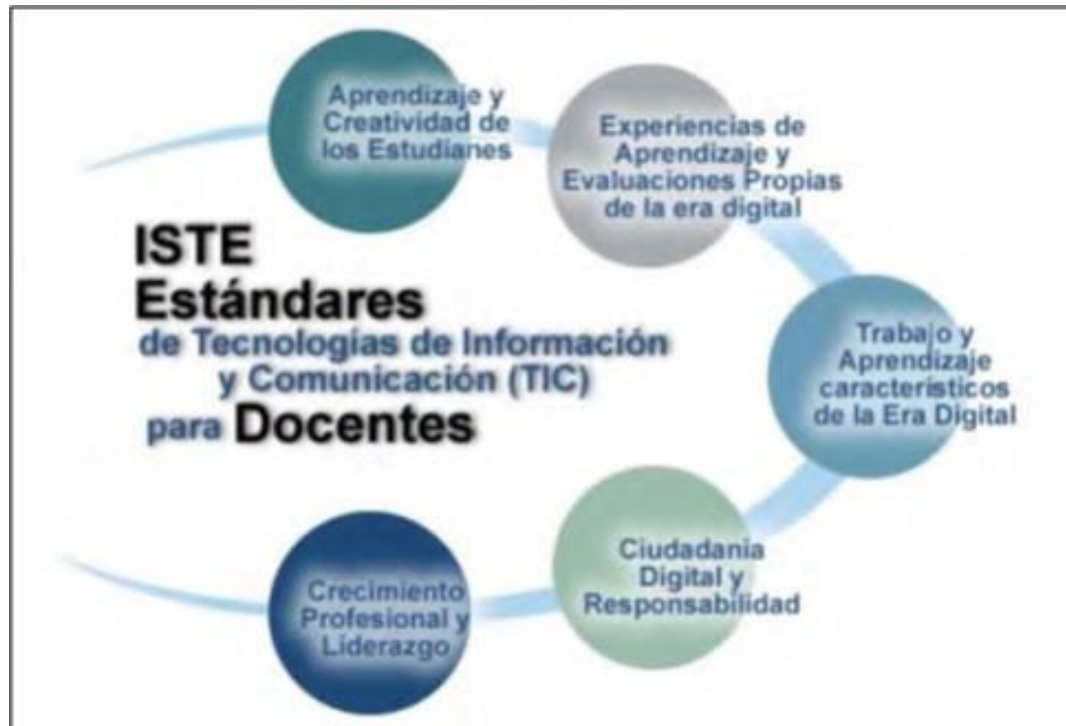 Aprendizaje y
Creatividad de
los Estudianes
Experiencias de
Aprendizaje y
Evaluaciones Propias
de la era digital
ISTE
Estándares
de Tecnologías de Información
y Comunicación (TIC)
para Docentes
Trabajo y
Aprendizaje
característicos
de la Era Digital
Ciudadania
Digital y
Responsabilidad
Crecimiento
Profesional y
Liderazgo